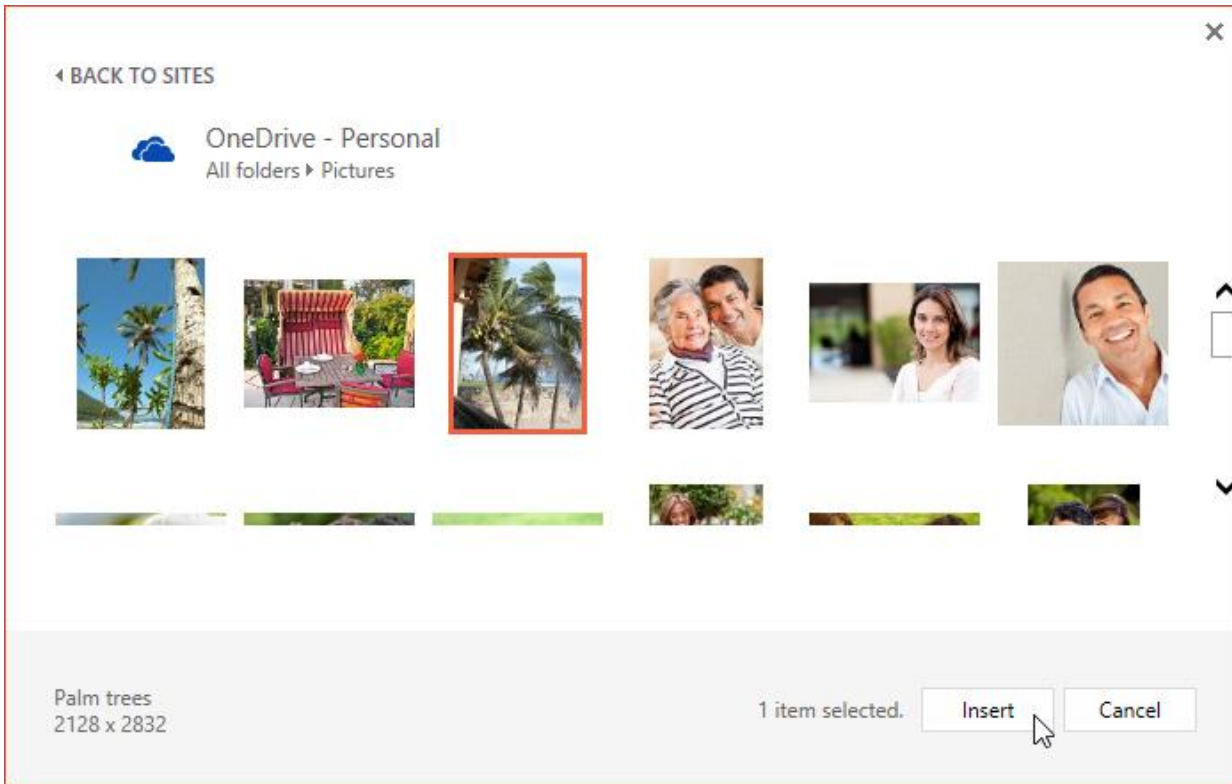 BACK TO SITES
OneDrive - Personal
All folders Pictures
Palm trees
2128 x 2832
1 item selected.
Insert
Cancel